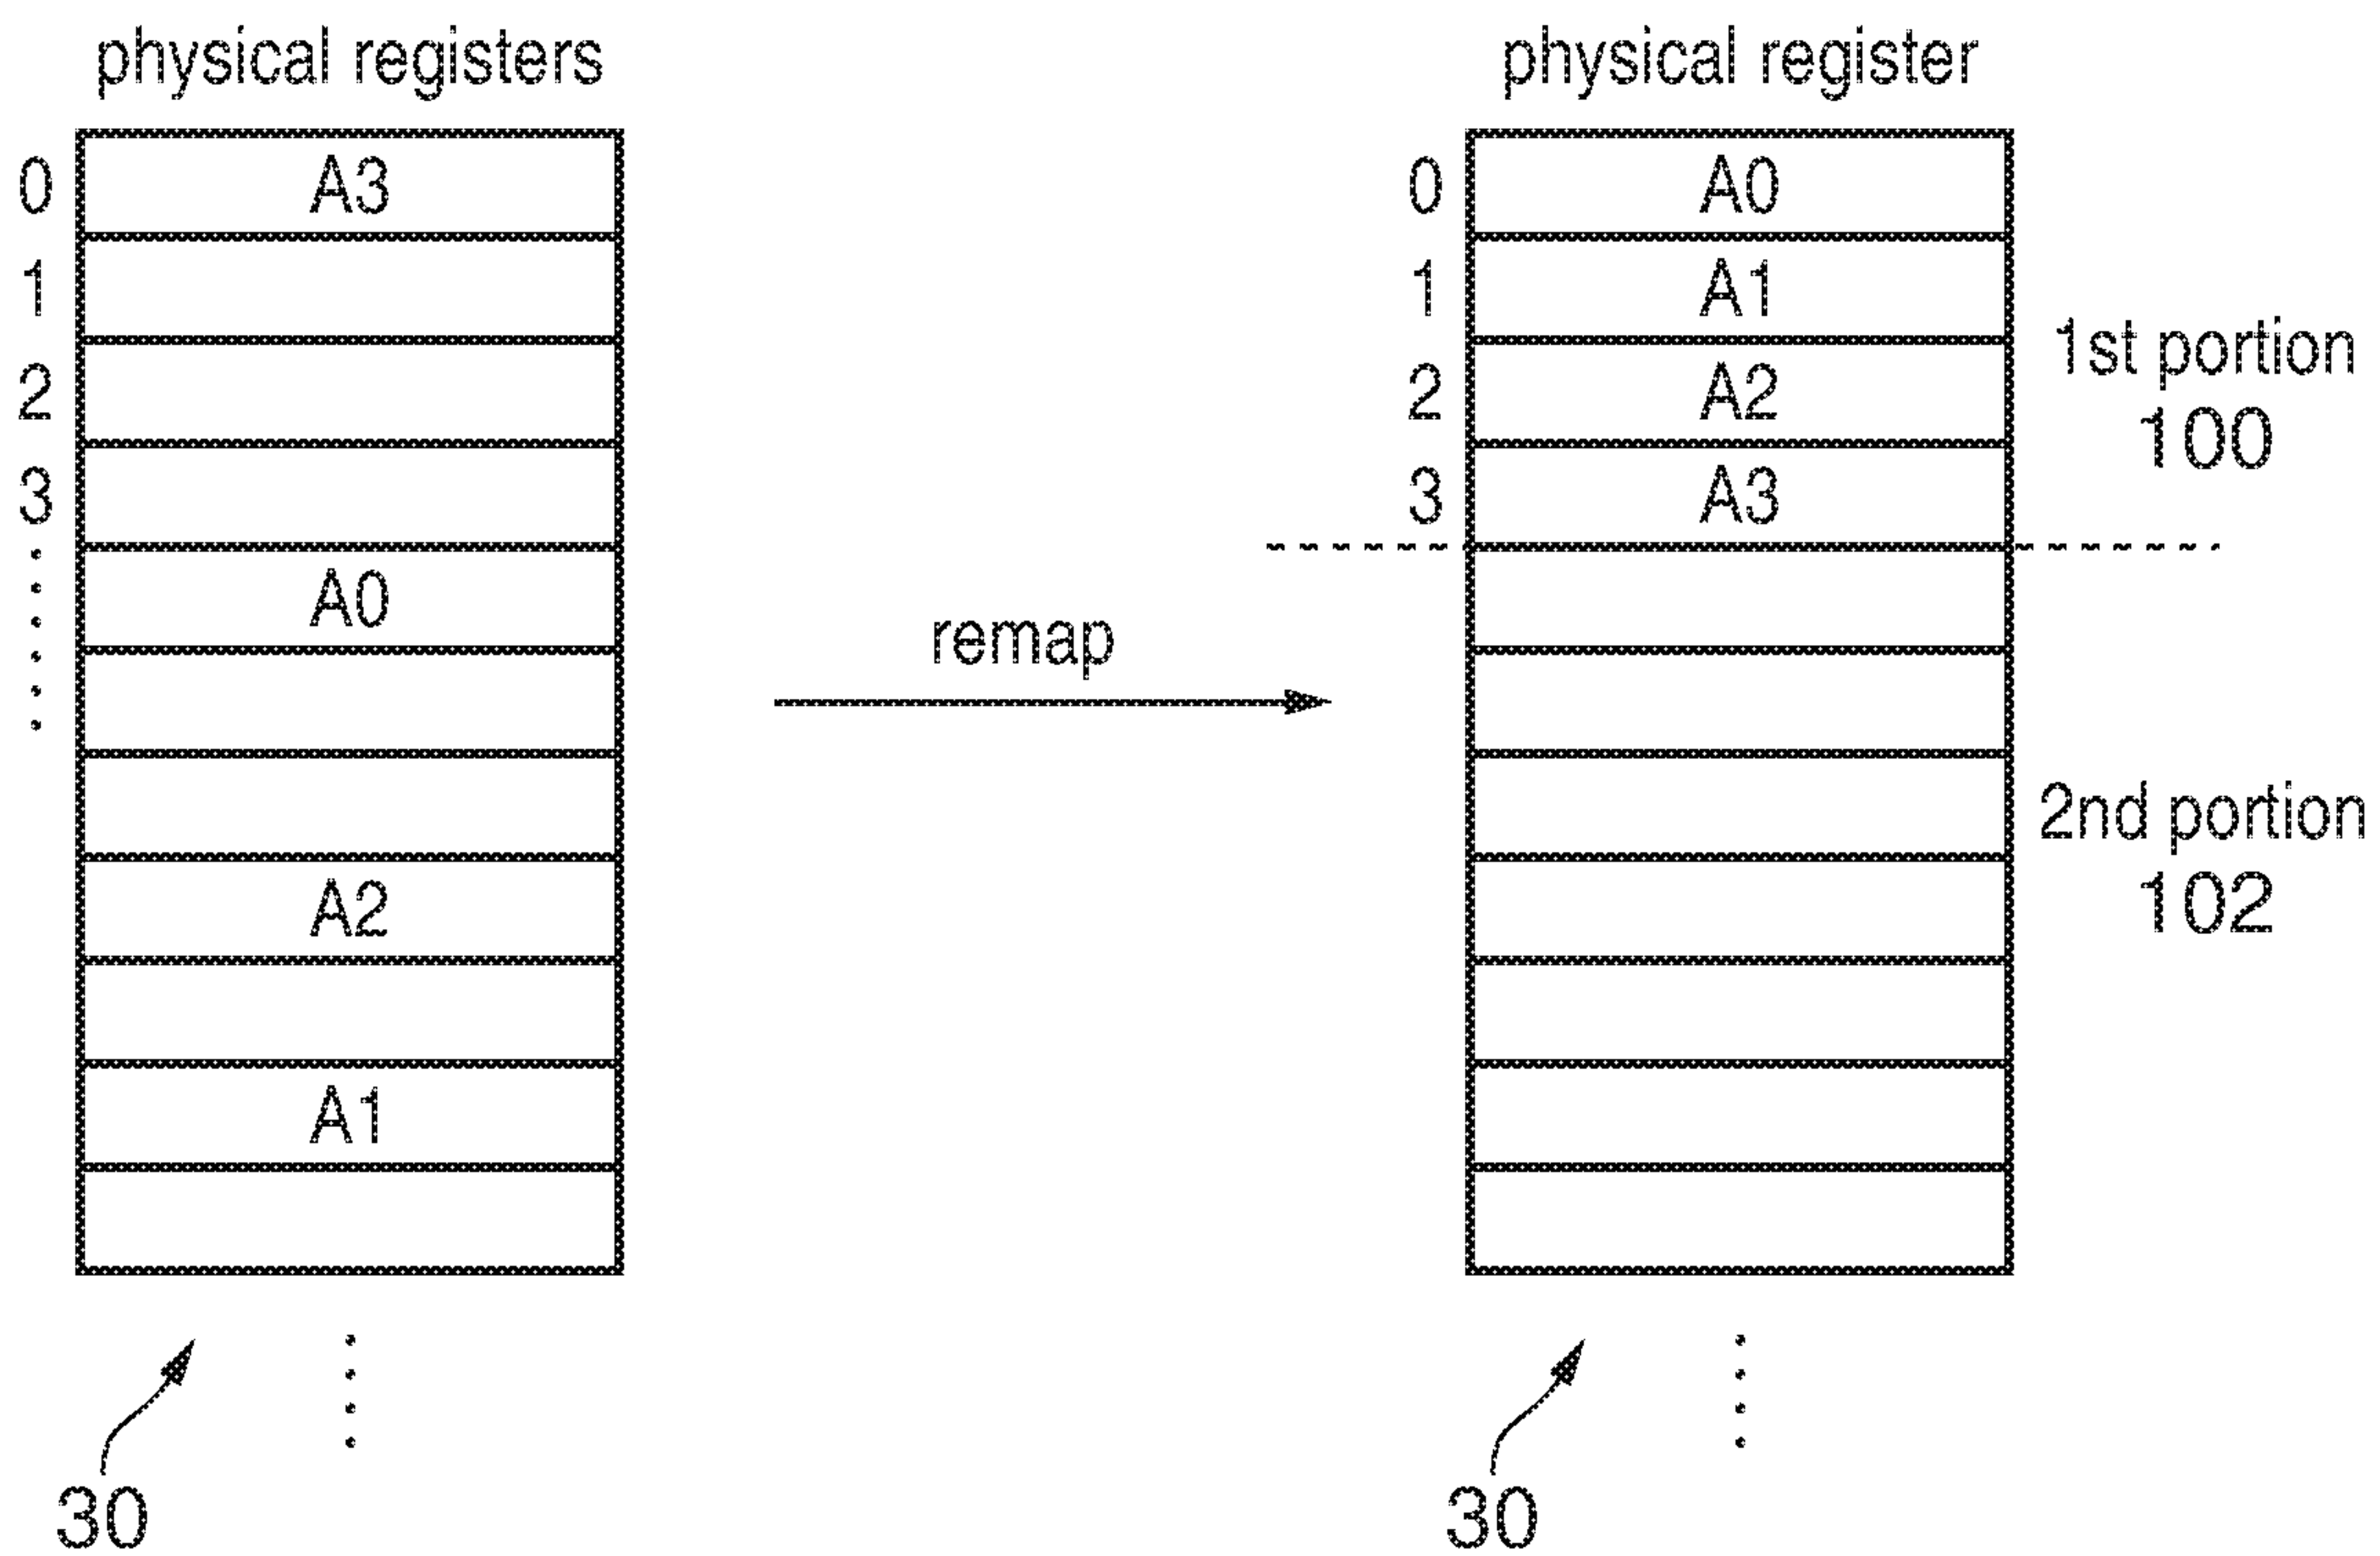 physical registers
0 A3
1
2
3
A0
A2
A1
30
remap
physical register
0 A0
1 A1
2 A2
3 A3
1st portion
100
2nd portion
102
30